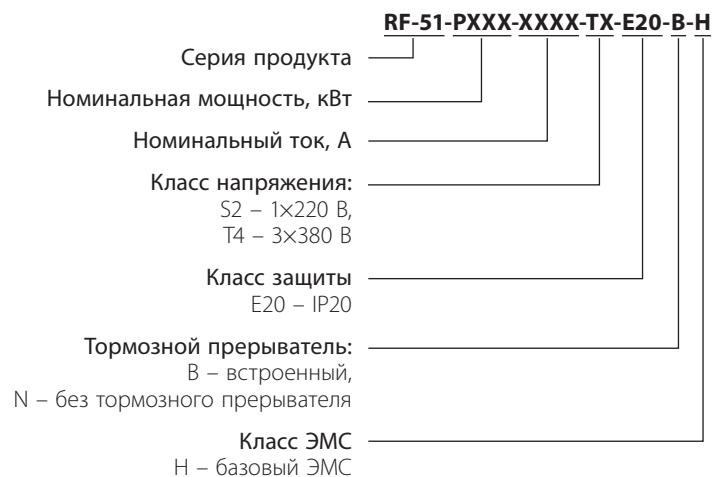 RF-51-PXXX-XXXX-TX-E20-B-H
Серия продукта
Номинальная мощность, кВт
Номинальный ток, А
Класс напряжения:
S2 – 1×220 В,
T4 – 3×380 В
Класс защиты
E20 – IP20
Тормозной прерыватель:
B – встроенный,
N – без тормозного прерывателя
Класс ЭМС
H – базовый ЭМС